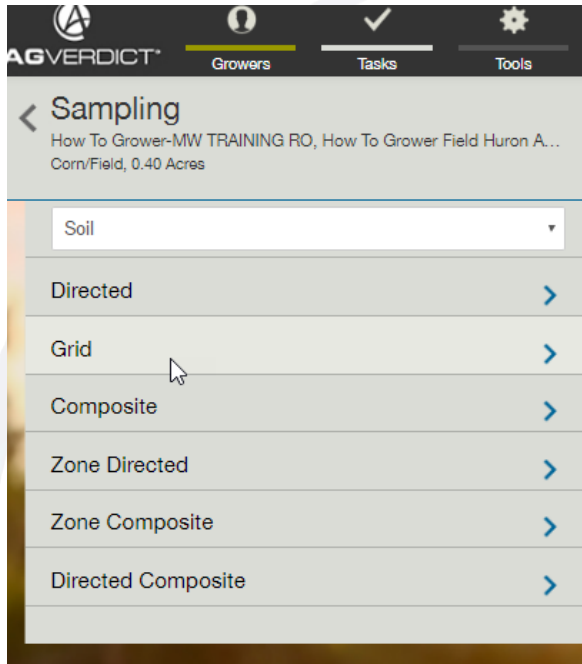 AGVERDICT®
Growers
Tasks
Tools
Sampling
How To Grower-MW TRAINING RO, How To Grower Field Huron A...
Corn/Field, 0.40 Acres
Soil
Directed
Grid
Composite
Zone Directed
Zone Composite
Directed Composite